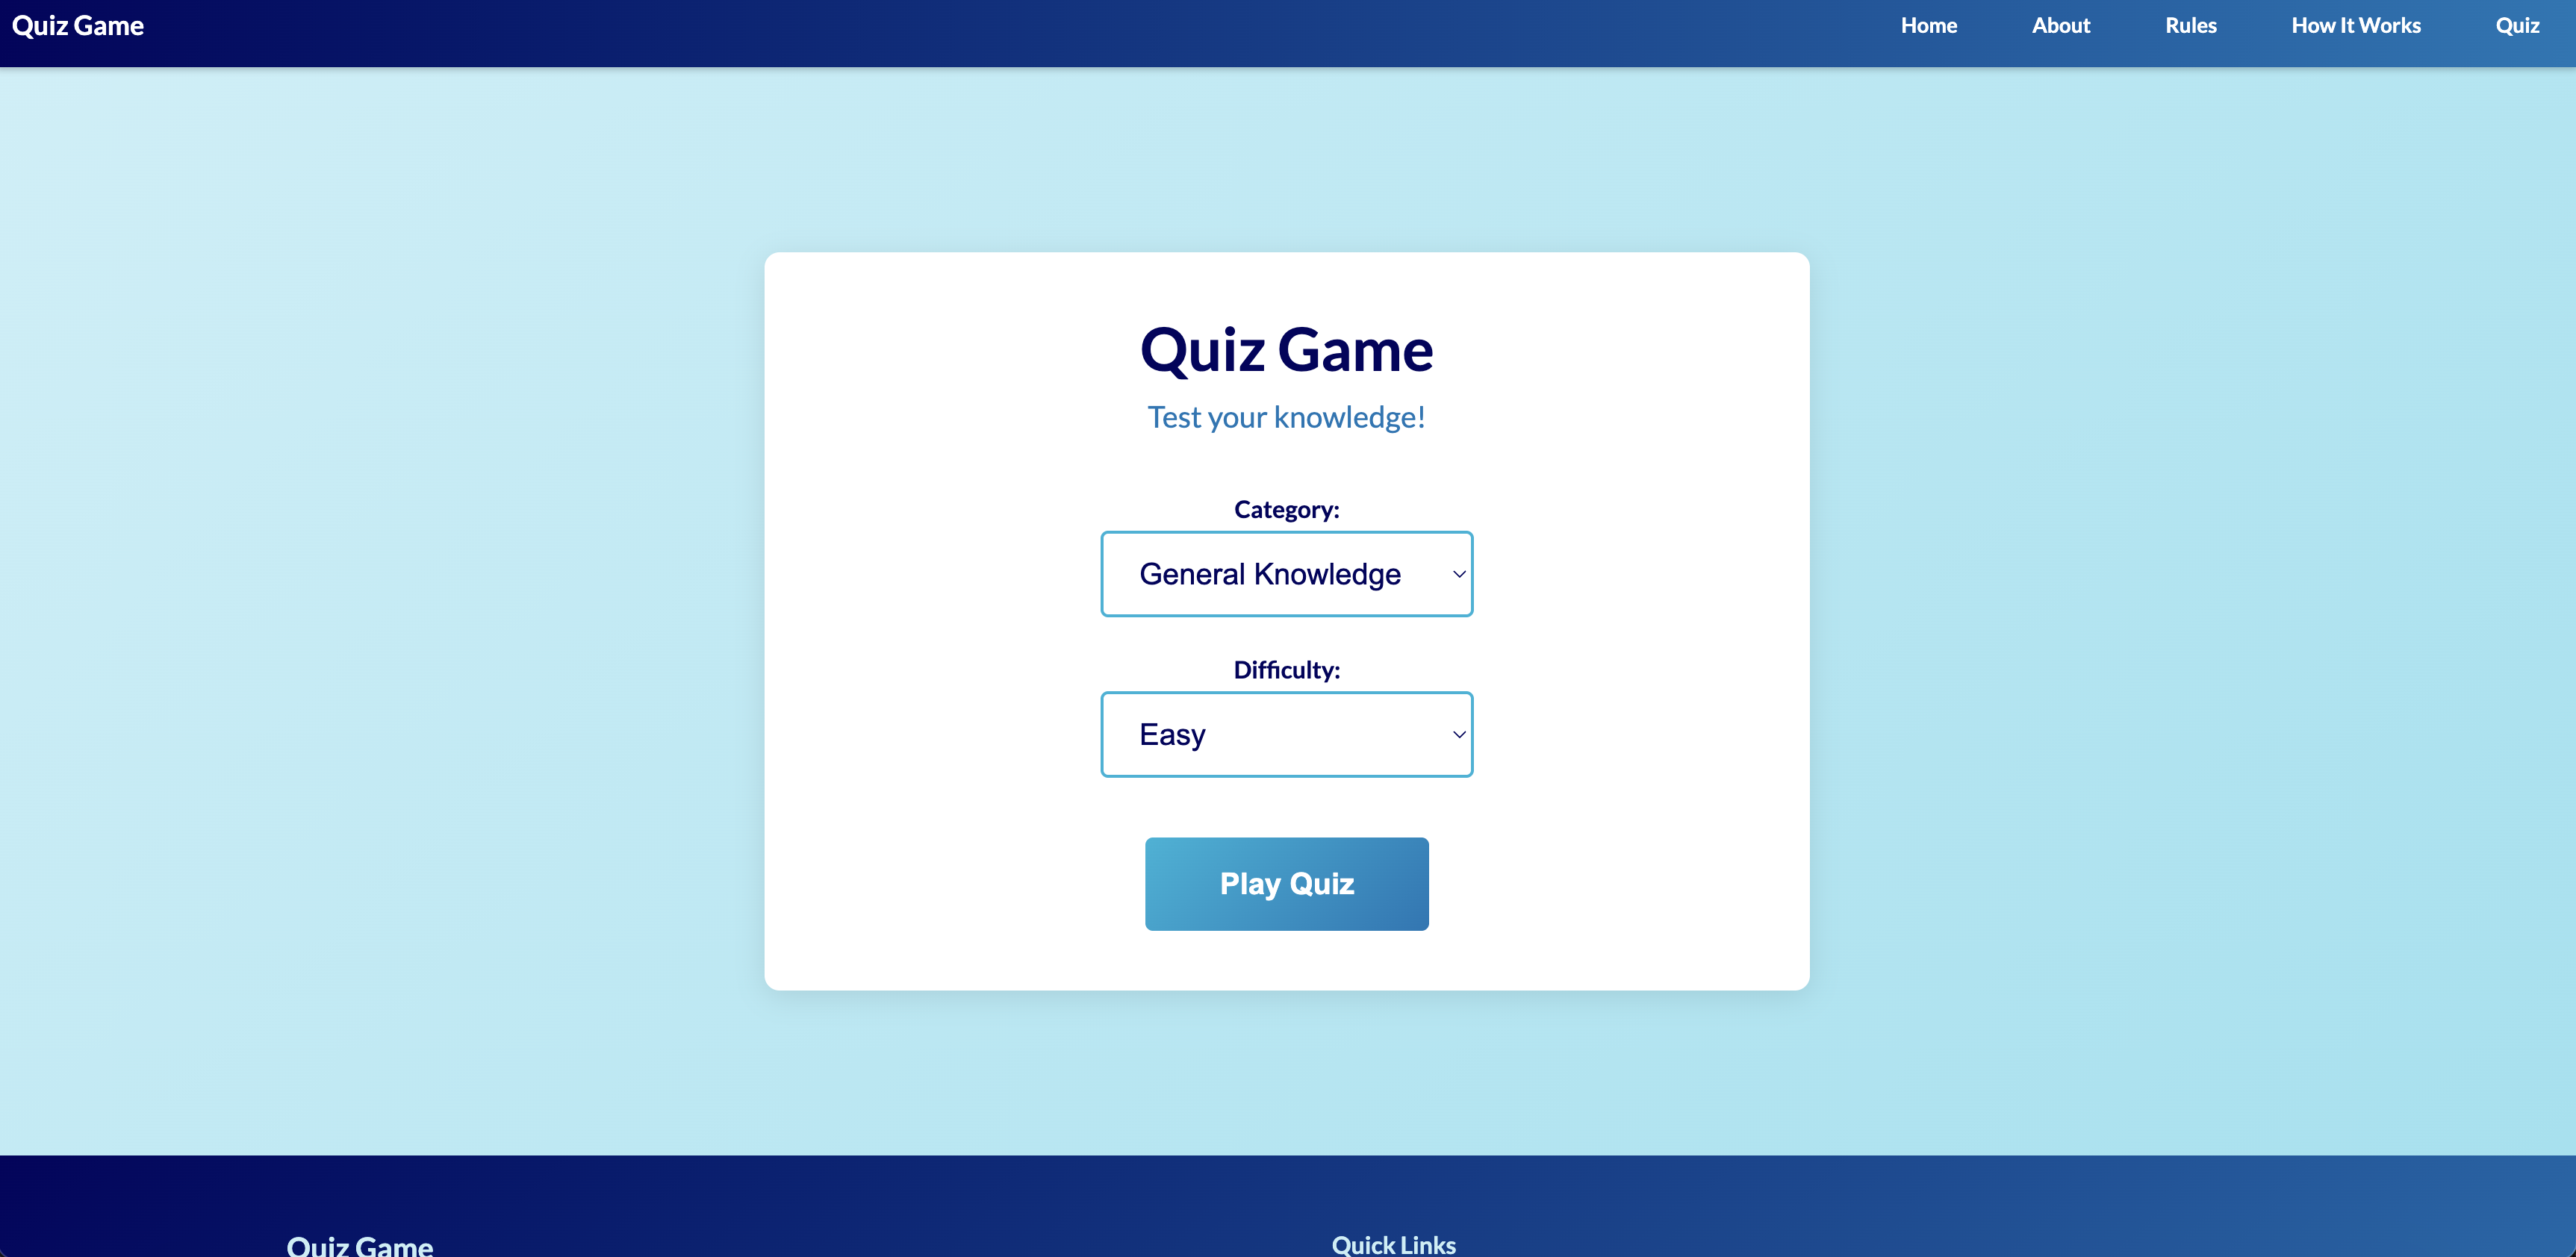 Quiz Game
Home About Rules How It Works Quiz
Quiz Game
Test your knowledge!
Category:
General Knowledge
Difficulty:
Easy
Play Quiz
Quiz Game
Quick Links